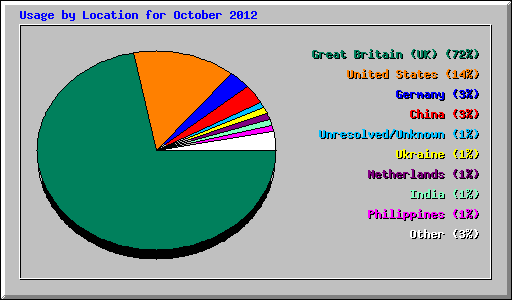 Usage by Location for October 2012
Great Britain (UK) (72%)
United States (14%)
Germany (3%)
China (3%)
Unresolved/Unknown (1%)
Ukraine (1%)
Netherlands (1%)
India (1%)
Philippines (1%)
Other (3%)